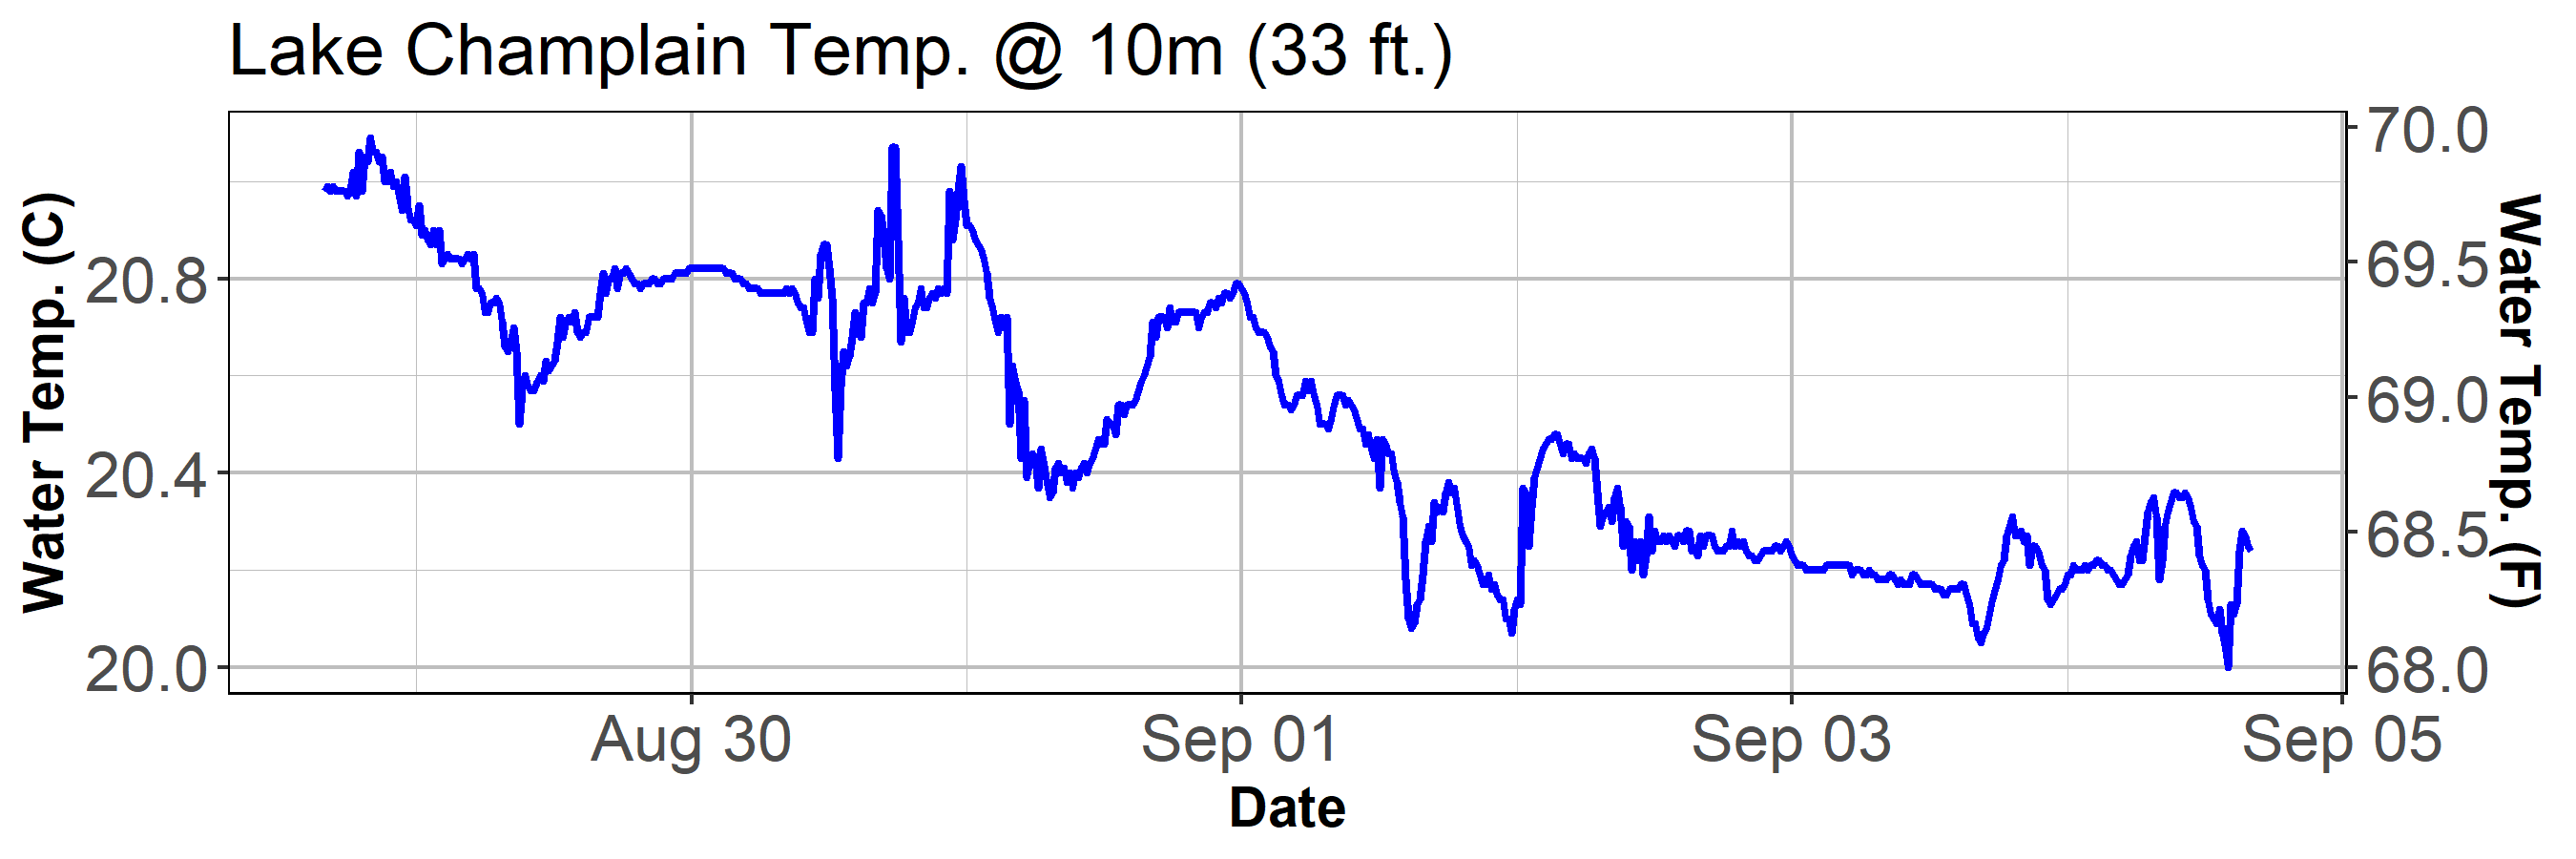 Lake Champlain Temp. @ 10m (33 ft.)
Water Temp. (C)
20.8
20.4
20.0
70.0
69.5
69.0
68.5
68.0
Water Temp. (F)
Aug 30
Sep 01
Sep 03
Sep 05
Date